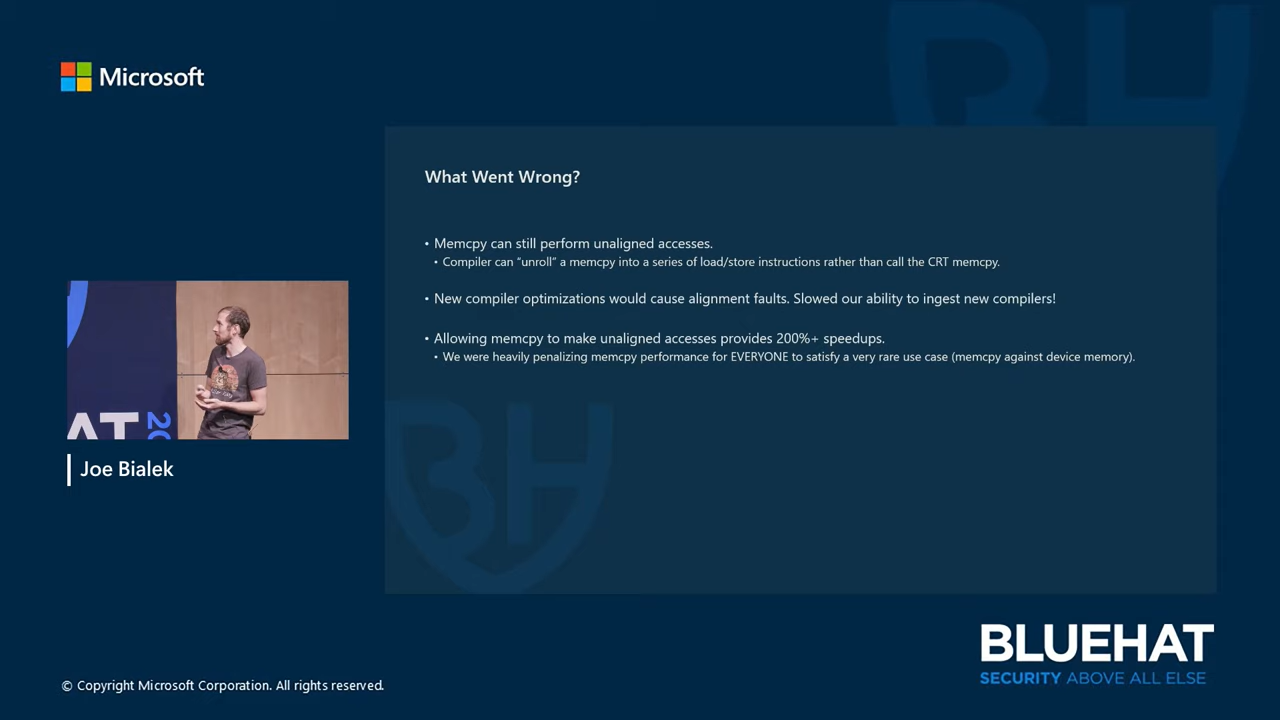 Microsoft
What Went Wrong?
• Memcpy can still perform unaligned accesses.
• Compiler can “unroll” a memcpy into a series of load/store instructions rather than call the CRT memcpy.
• New compiler optimizations would cause alignment faults. Slowed our ability to ingest new compilers!
• Allowing memcpy to make unaligned accesses provides 200%+ speedups.
• We were heavily penalizing memcpy performance for EVERYONE to satisfy a very rare use case (memcpy against device memory).
AT 20
Joe Bialek
BH
BH
BLUEHAT
SECURITY ABOVE ALL ELSE
© Copyright Microsoft Corporation. All rights reserved.